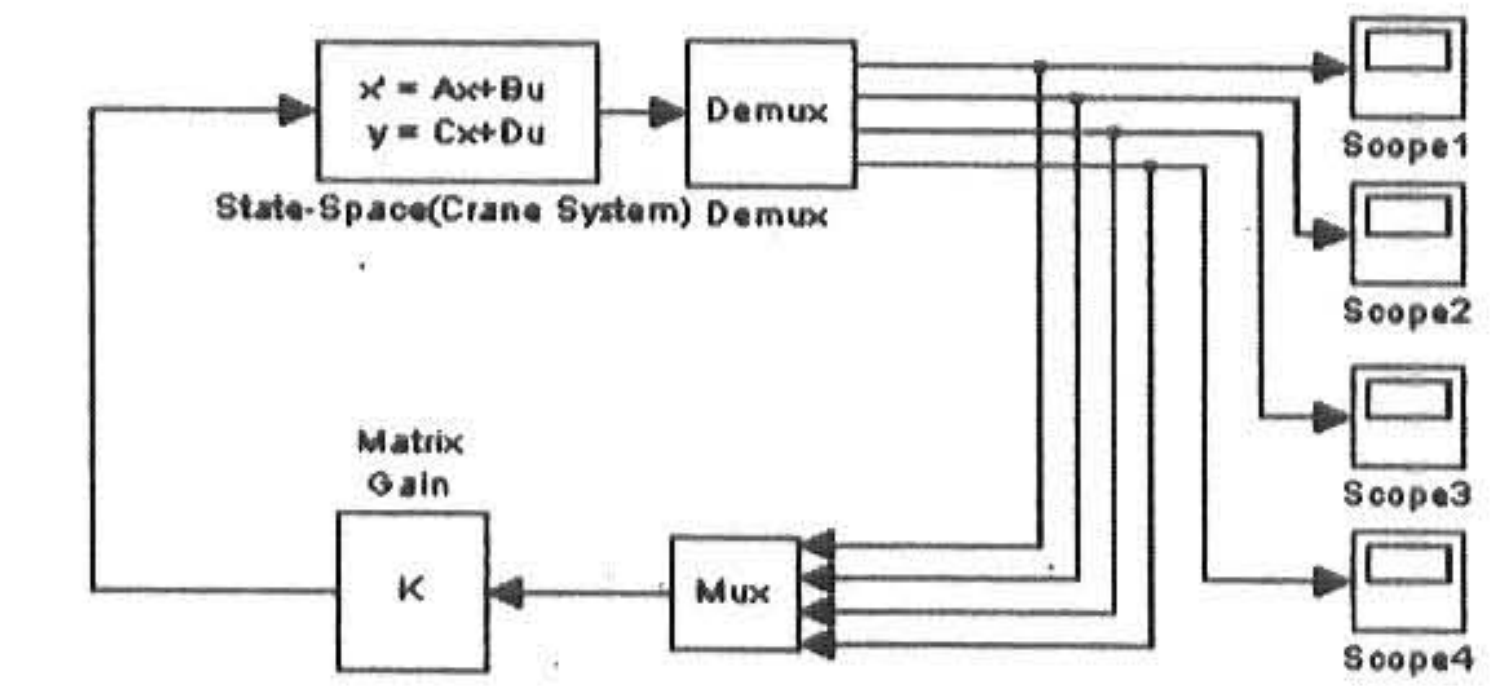 x' = Ax+Bu
y = Cx+Du
State-Space(Crane System)
Demux
Demux
Scope1
Scope2
Scope3
Scope4
Matrix
Gain
K
Mux